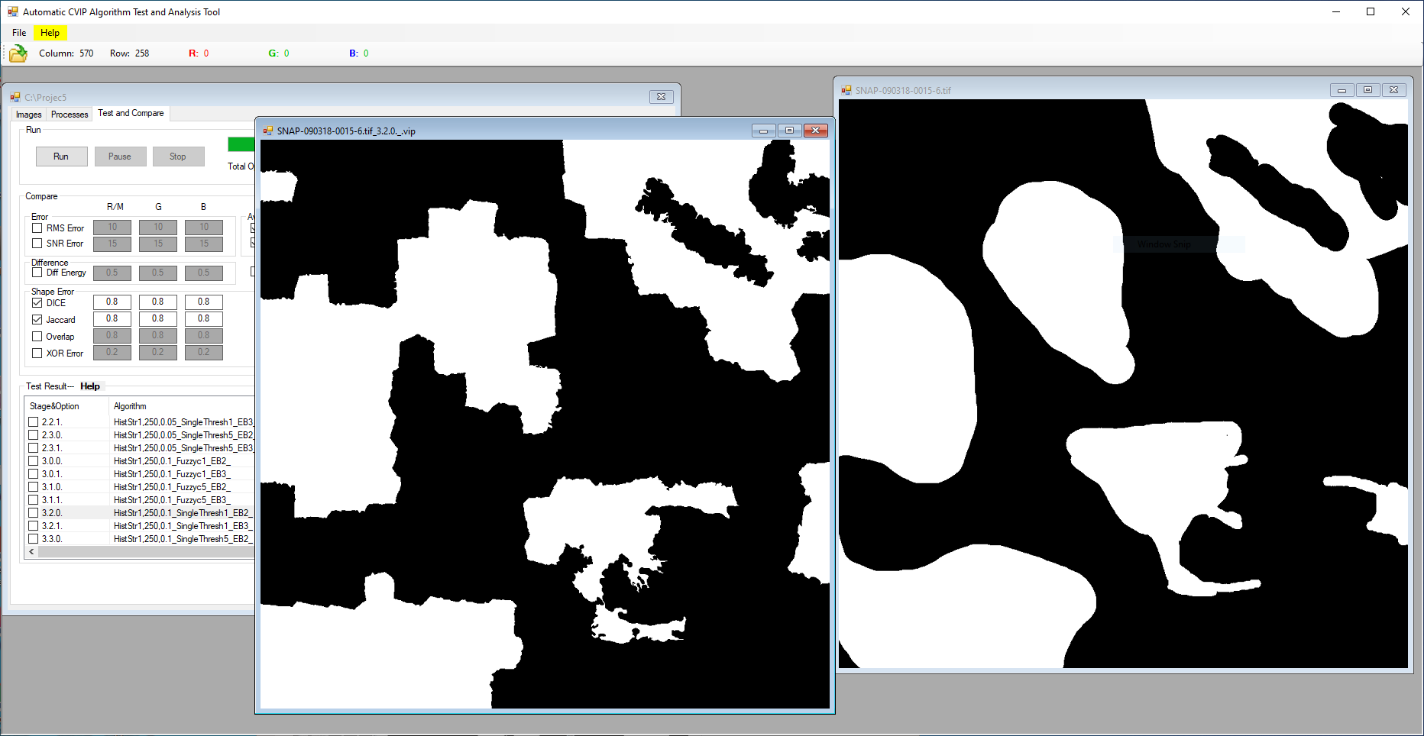 Automatic CVIP Algorithm Test and Analysis Tool
File Help
Column: 570 Row: 258 R: 0 G: 0 B: 0
C:\Projec5
Images Processes Test and Compare
Run
Run Pause Stop
Total O
Compare
R/M G B
Error
RMS Error 10 10 10
SNR Error 15 15 15
Difference
Diff Energy 0.5 0.5 0.5
Shape Error
DICE 0.8 0.8 0.8
Jaccard 0.8 0.8 0.8
Overlap 0.8 0.8 0.8
XOR Error 0.2 0.2 0.2
Test Result--- Help
Stage&Option Algorithm
2.2.1. HistStr1,250,0.05_SingleThresh1_EB3_
2.3.0. HistStr1,250,0.05_SingleThresh5_EB2_
2.3.1. HistStr1,250,0.05_SingleThresh5_EB3_
3.0.0. HistStr1,250,0.1_Fuzzyc1_EB2_
3.0.1. HistStr1,250,0.1_Fuzzyc1_EB3_
3.1.0. HistStr1,250,0.1_Fuzzyc5_EB2_
3.1.1. HistStr1,250,0.1_Fuzzyc5_EB3_
3.2.0. HistStr1,250,0.1_SingleThresh1_EB2_
3.2.1. HistStr1,250,0.1_SingleThresh1_EB3_
3.3.0. HistStr1,250,0.1_SingleThresh5_EB2_
SNAP-090318-0015-6.tif_3.2.0._.vip
SNAP-090318-0015-6.tif
Window Snip